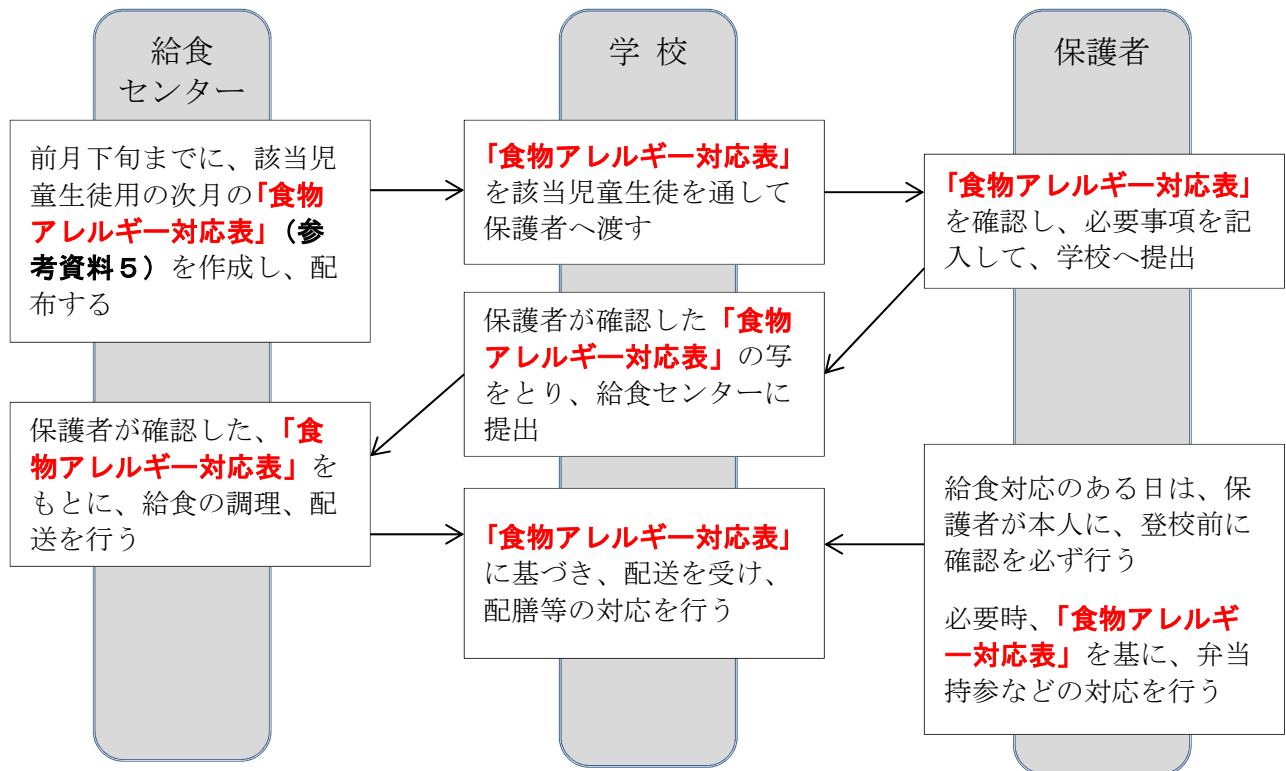 給食
センター
学 校
保護者
前月下旬までに、該当児
童生徒用の次月の「食物
アレルギー対応表」（参
考資料５）を作成し、配
布する
「食物アレルギー対応表」
を該当児童生徒を通して
保護者へ渡す
「食物アレルギー対応表」
を確認し、必要事項を記
入して、学校へ提出
保護者が確認した「食物
アレルギー対応表」の写
をとり、給食センターに
提出
保護者が確認した、「食
物アレルギー対応表」を
もとに、給食の調理、配
送を行う
「食物アレルギー対応表」
に基づき、配送を受け、
配膳等の対応を行う
給食対応のある日は、保
護者が本人に、登校前に
確認を必ず行う
必要時、「食物アレルギ
ー対応表」を基に、弁当
持参などの対応を行う